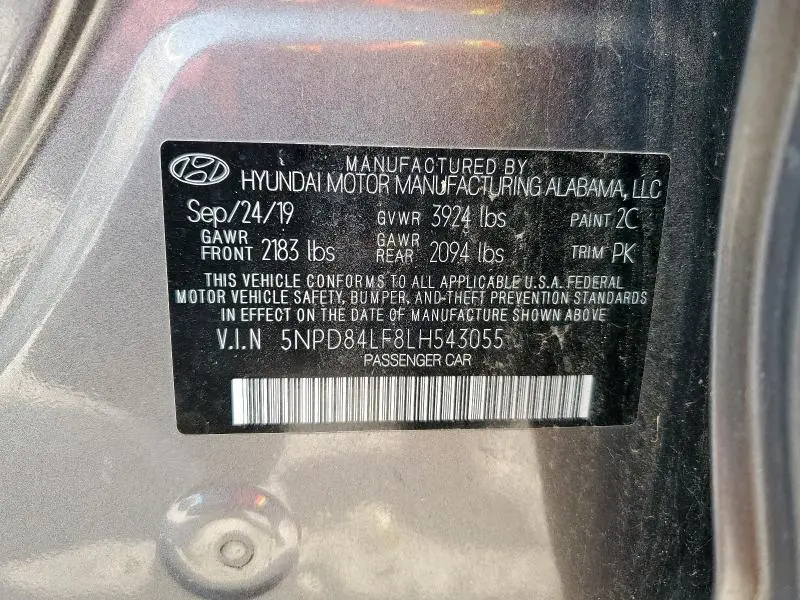 MANUFACTURED BY
HYUNDAI MOTOR MANUFACTURING ALABAMA, LLC
Sep/24/19 GVWR 3924 lbs PAINT 2C
GAWR FRONT 2183 lbs GAWR REAR 2094 lbs TRIM PK
THIS VEHICLE CONFORMS TO ALL APPLICABLE U.S.A. FEDERAL
MOTOR VEHICLE SAFETY, BUMPER, AND THEFT PREVENTION STANDARDS
IN EFFECT ON THE DATE OF MANUFACTURE SHOWN ABOVE
V.I.N 5NPD84LF8LH543055
PASSENGER CAR